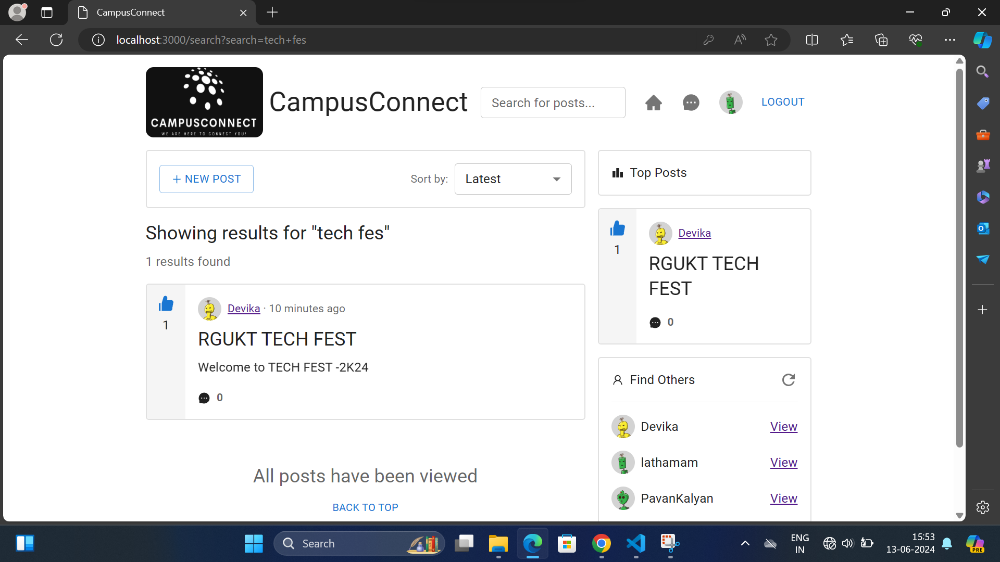 CampusConnect
localhost:3000/search?search=tech+fes
CAMPUSCONNECT
WE ARE HERE TO CONNECT YOU!
CampusConnect
Search for posts...
LOGOUT
+ NEW POST
Sort by:
Latest
Top Posts
Showing results for "tech fes"
1 results found
1
Devika · 10 minutes ago
RGUKT TECH FEST
Welcome to TECH FEST -2K24
0
1
Devika
RGUKT TECH
FEST
0
Find Others
Devika
View
lathamam
View
PavanKalyan
View
All posts have been viewed
BACK TO TOP
Search
ENG
IN
15:53
13-06-2024
PRE